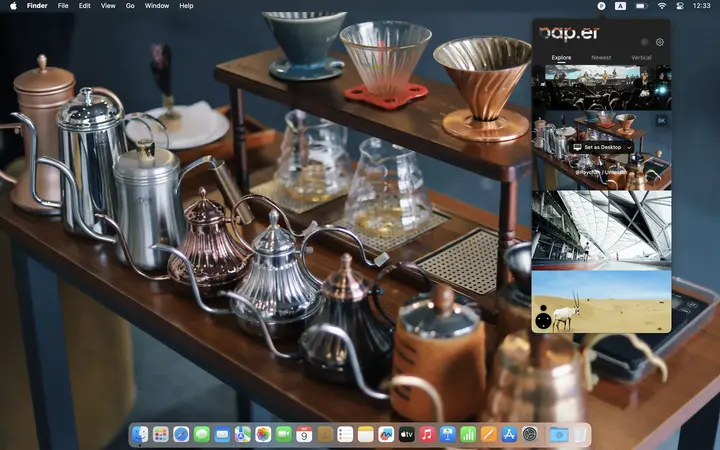 Finder File Edit View Go Window Help
A
12:33
pap.er
Explore Newest Vertical
5K
Set as Desktop
@Raychan / Unsplash
9
tv